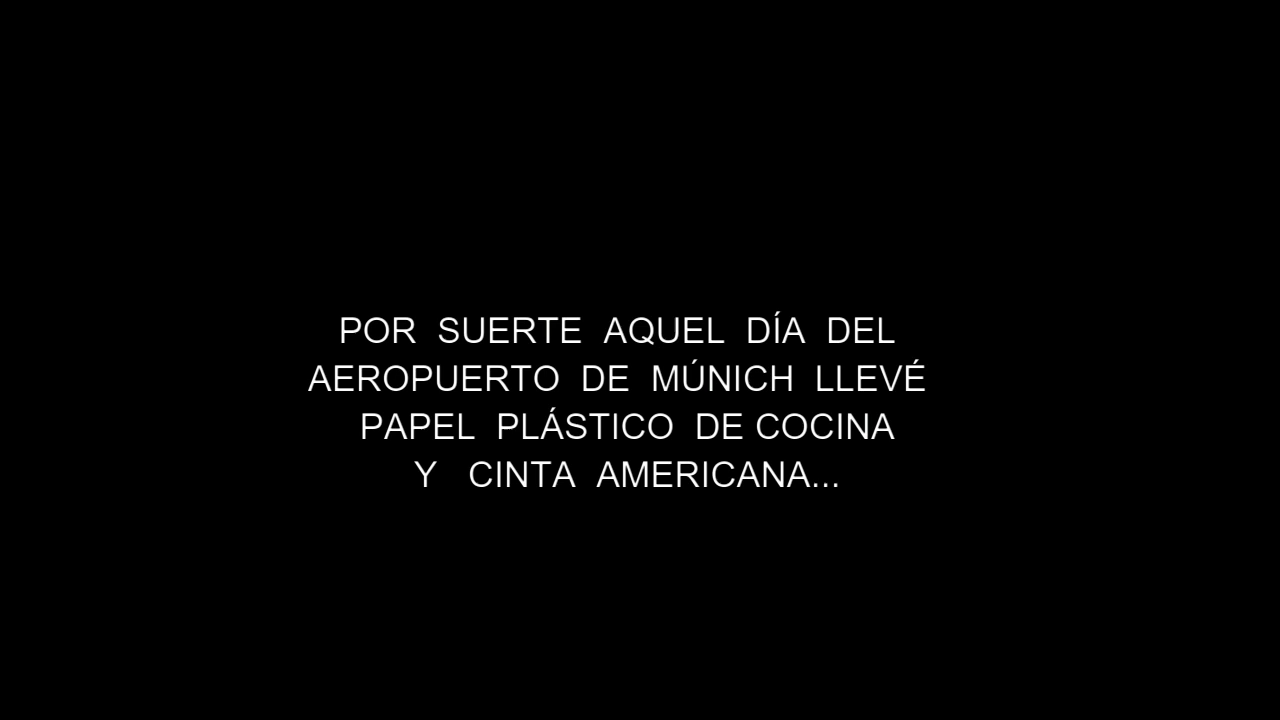 POR SUERTE AQUEL DÍA DEL
AEROPUERTO DE MÚNICH LLEVÉ
PAPEL PLÁSTICO DE COCINA
Y CINTA AMERICANA...